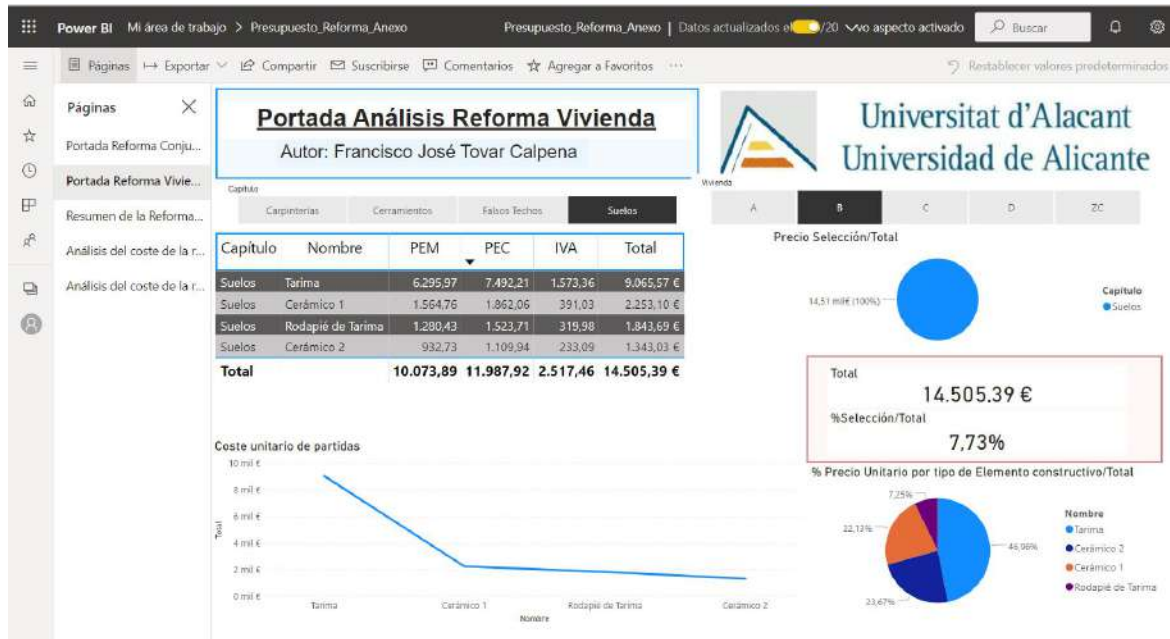 Power BI Mi área de trabajo > Presupuesto_Reforma_Anexo Presupuesto_Reforma_Anexo | Datos actualizados el /20 vo aspecto activado Buscar
Páginas Exportar Compartir Suscribirse Comentarios Agregar a Favoritos ... Restablecer valores predeterminados
Páginas
Portada Reforma Conju...
Portada Reforma Vivie...
Resumen de la Reforma...
Análisis del coste de la r...
Análisis del coste de la r...
Portada Análisis Reforma Vivienda
Autor: Francisco José Tovar Calpena
Universitat d'Alacant
Universidad de Alicante
Capítulo
Carpinterías Cerramientos Falsos Techos Suelos
Vivienda
A B C D ZC
Capítulo Nombre PEM PEC IVA Total
Suelos Tarima 6.295,97 7.492,21 1.573,36 9.065,57 €
Suelos Cerámico 1 1.564,76 1.862,06 391,03 2.253,10 €
Suelos Rodapié de Tarima 1.280,43 1.523,71 319,98 1.843,69 €
Suelos Cerámico 2 932,73 1.109,94 233,09 1.343,03 €
Total 10.073,89 11.987,92 2.517,46 14.505,39 €
Precio Selección/Total
14,51 mil€ (100%)
Capítulo
Suelos
Total
14.505,39 €
%Selección/Total
7,73%
Coste unitario de partidas
10 mil €
8 mil €
6 mil €
4 mil €
2 mil €
0 mil €
Total
Tarima Cerámico 1 Rodapié de Tarima Cerámico 2
Nombre
% Precio Unitario por tipo de Elemento constructivo/Total
7,25%
22,13%
46,96%
23,67%
Nombre
Tarima
Cerámico 2
Cerámico 1
Rodapié de Tarima